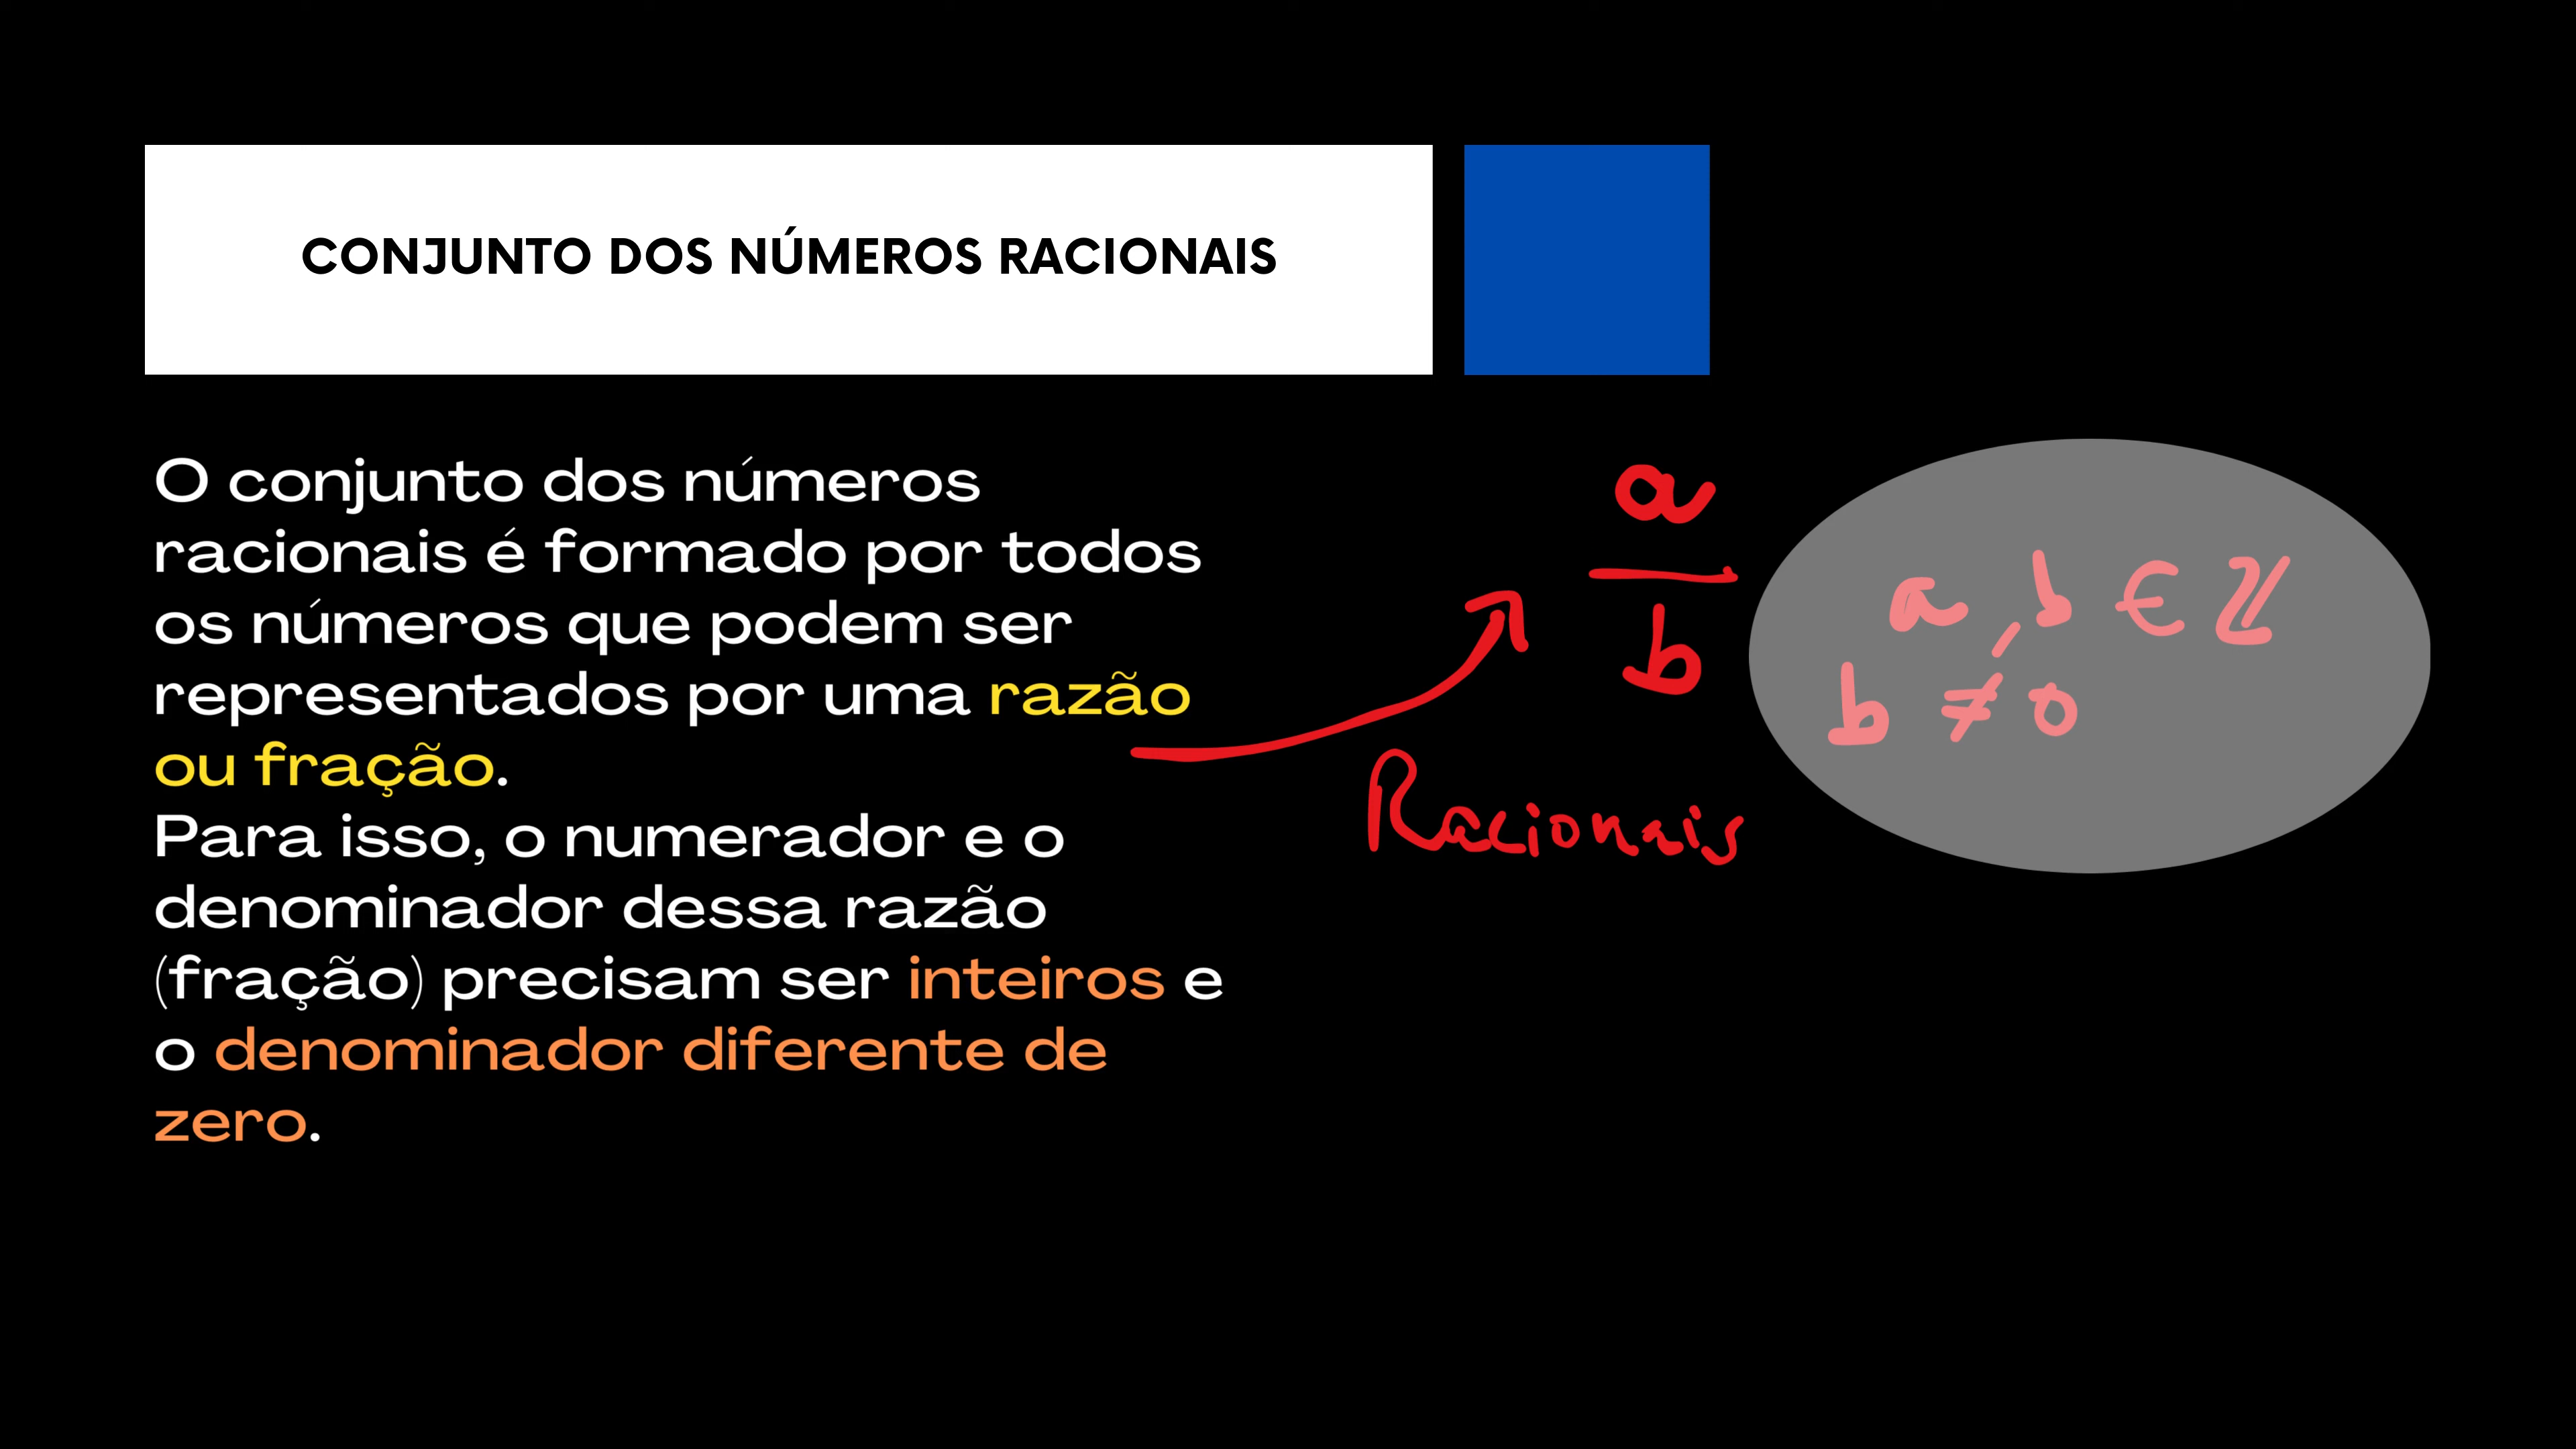 CONJUNTO DOS NÚMEROS RACIONAIS
O conjunto dos números
racionais é formado por todos
os números que podem ser
representados por uma razão
ou fração.
Para isso, o numerador e o
denominador dessa razão
(fração) precisam ser inteiros e
o denominador diferente de
zero.
a
b
Racionais
a, b ∈ ℤ
b ≠ 0